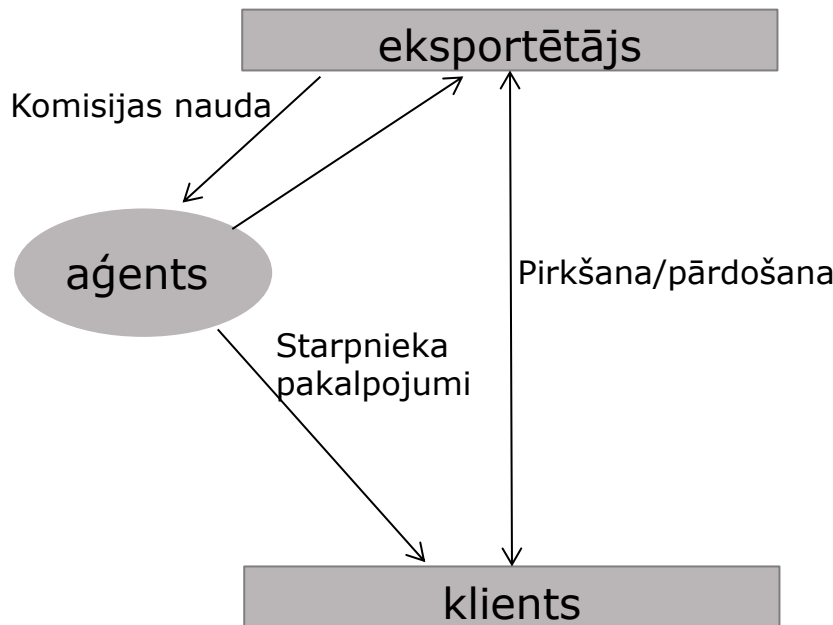 eksportētājs
Komisijas nauda
aģents
Pirkšana/pārdošana
Starpnieka
pakalpojumi
klients